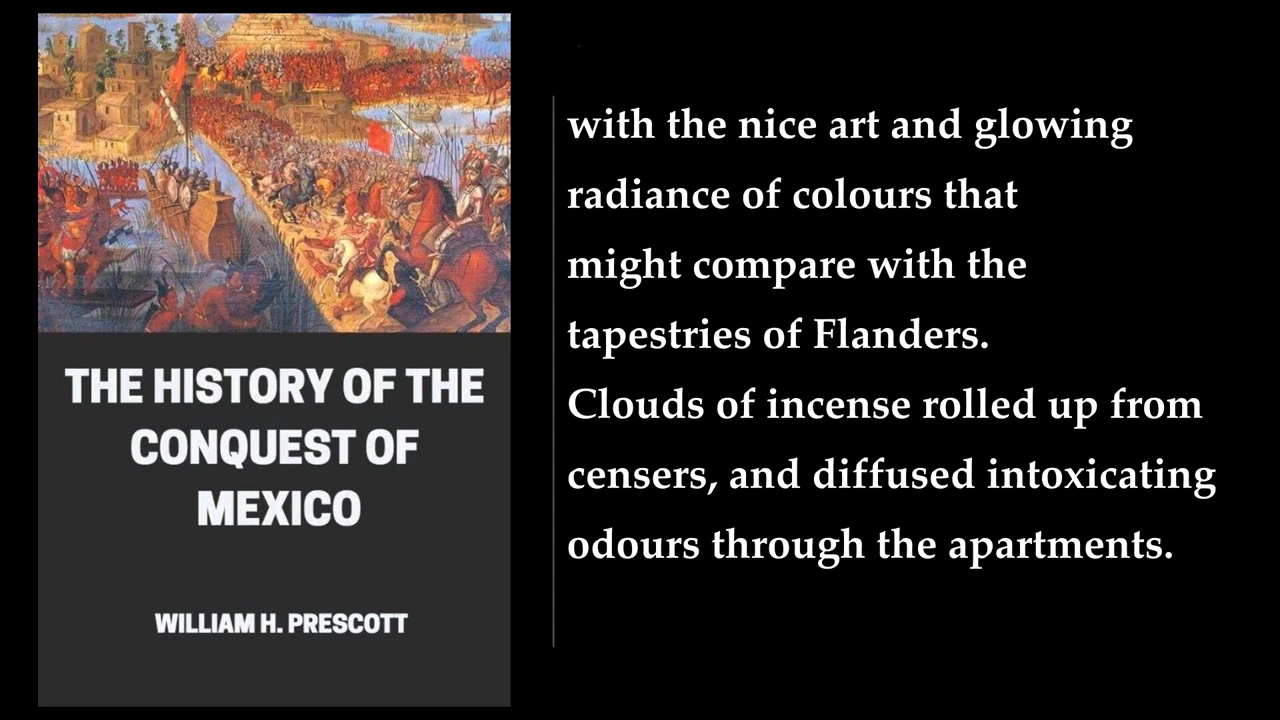 THE HISTORY OF THE
CONQUEST OF
MEXICO
WILLIAM H. PRESCOTT
with the nice art and glowing
radiance of colours that
might compare with the
tapestries of Flanders.
Clouds of incense rolled up from
censers, and diffused intoxicating
odours through the apartments.